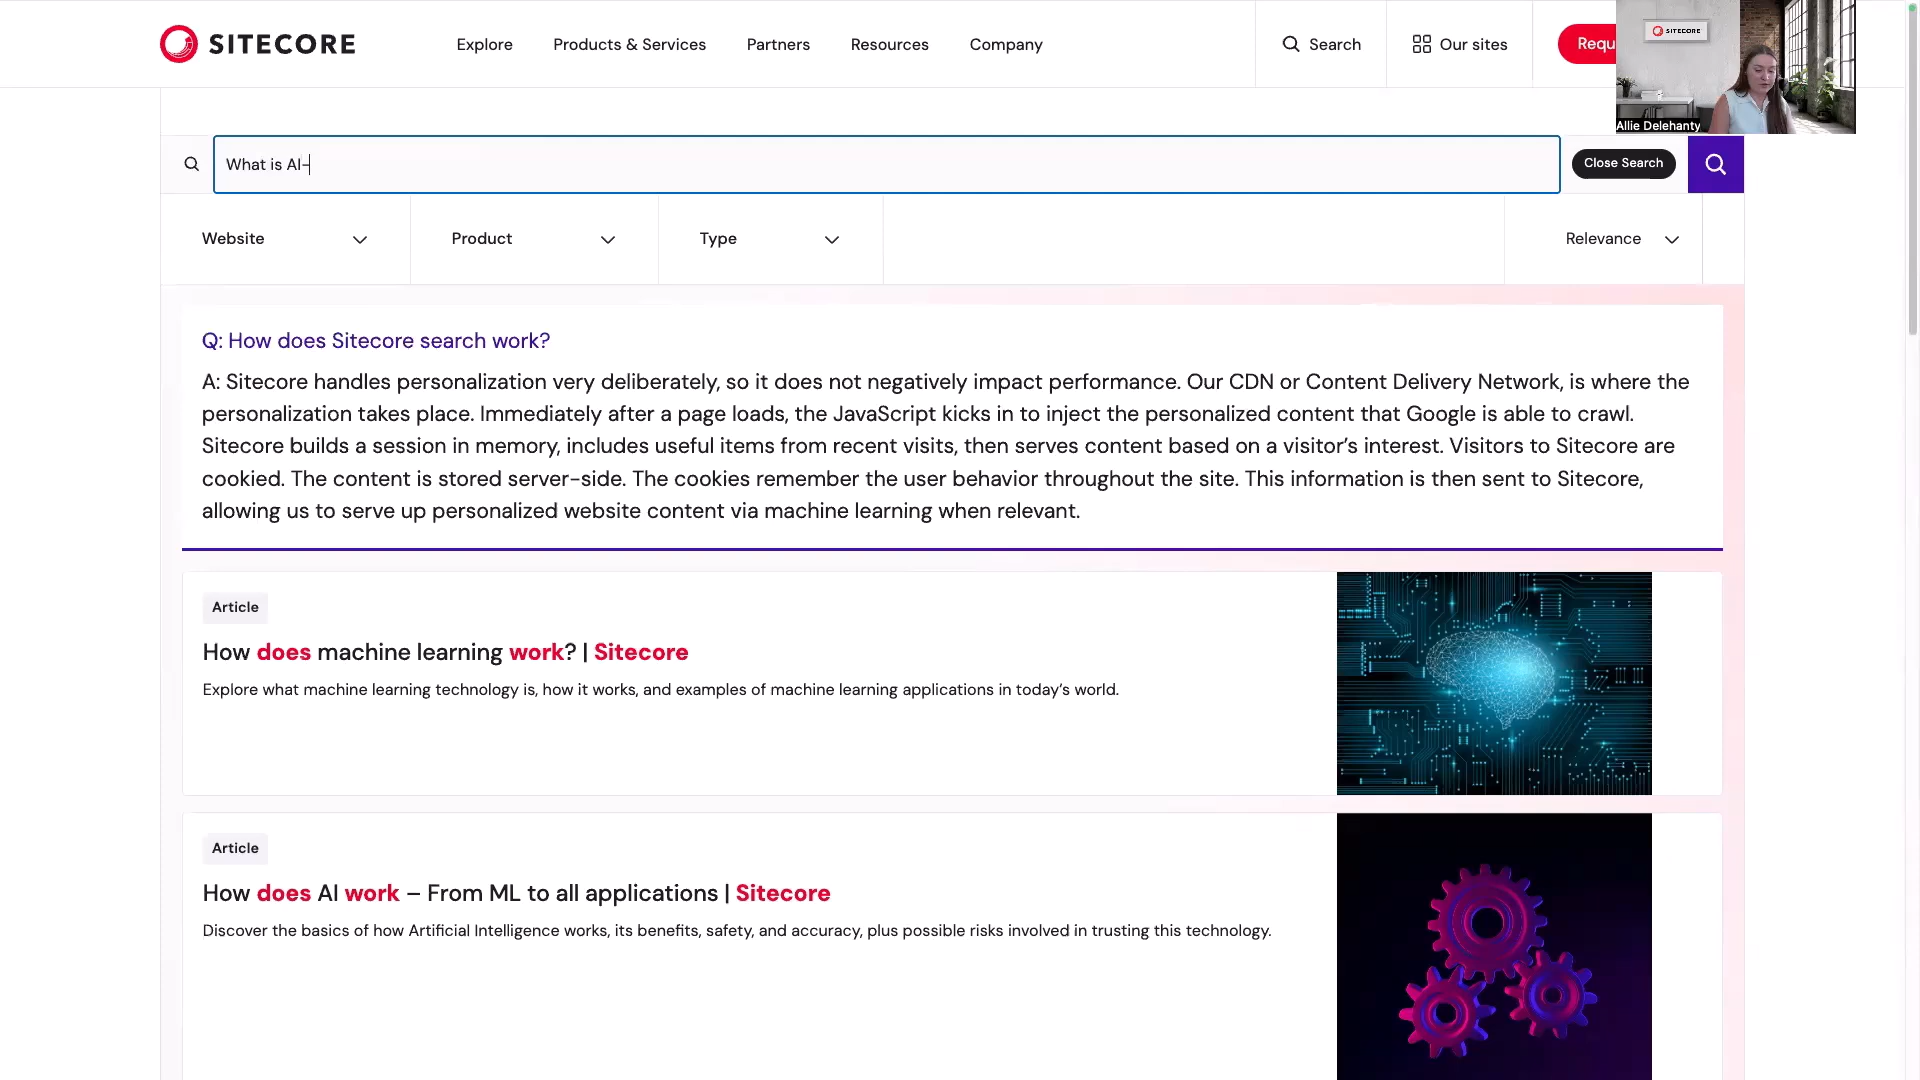 SITECORE
Explore
Products & Services
Partners
Resources
Company
Search
Our sites
Requ
SITECORE
Allie Delehanty
What is AI-
Close Search
Website
Product
Type
Relevance
Q: How does Sitecore search work?
A: Sitecore handles personalization very deliberately, so it does not negatively impact performance. Our CDN or Content Delivery Network, is where the
personalization takes place. Immediately after a page loads, the JavaScript kicks in to inject the personalized content that Google is able to crawl.
Sitecore builds a session in memory, includes useful items from recent visits, then serves content based on a visitor’s interest. Visitors to Sitecore are
cookied. The content is stored server-side. The cookies remember the user behavior throughout the site. This information is then sent to Sitecore,
allowing us to serve up personalized website content via machine learning when relevant.
Article
How does machine learning work? | Sitecore
Explore what machine learning technology is, how it works, and examples of machine learning applications in today’s world.
Article
How does AI work – From ML to all applications | Sitecore
Discover the basics of how Artificial Intelligence works, its benefits, safety, and accuracy, plus possible risks involved in trusting this technology.